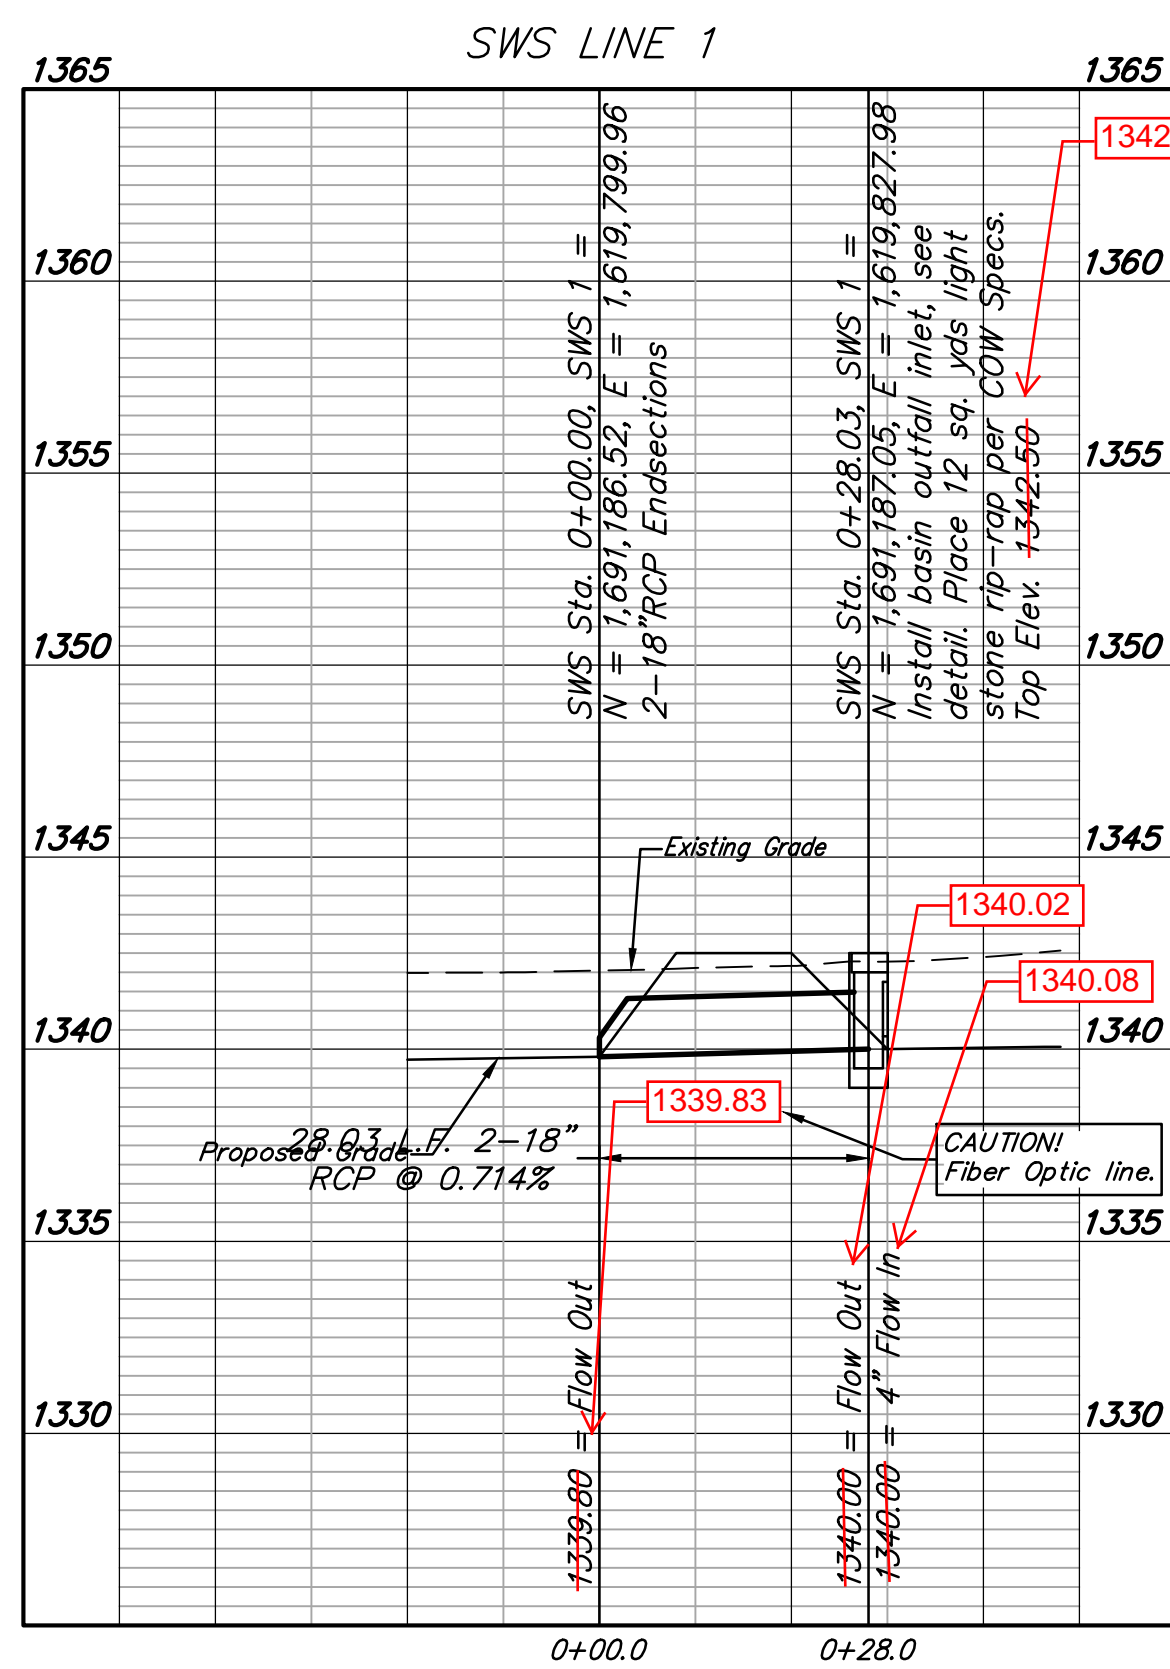 SWS LINE 1
1365
1365
1360
1360
1355
1355
1350
1350
1345
1345
1340
1340
1335
1335
1330
1330
SWS Sta. 0+00.00, SWS 1 =
N = 1,691,186.52, E = 1,619,799.96
2-18"RCP Endsections
SWS Sta. 0+28.03, SWS 1 =
N = 1,691,187.05, E = 1,619,827.98
Install basin outfall inlet, see
detail. Place 12 sq. yds light
stone rip-rap per COW Specs.
Top Elev. 1342.50
1342
Existing Grade
1340.02
1340.08
1339.83
28.03 L.F. 2-18"
RCP @ 0.714%
Proposed Grade
CAUTION!
Fiber Optic line.
1339.80 = Flow Out
1340.00 = Flow Out
1340.00 = 4" Flow In
0+00.0
0+28.0